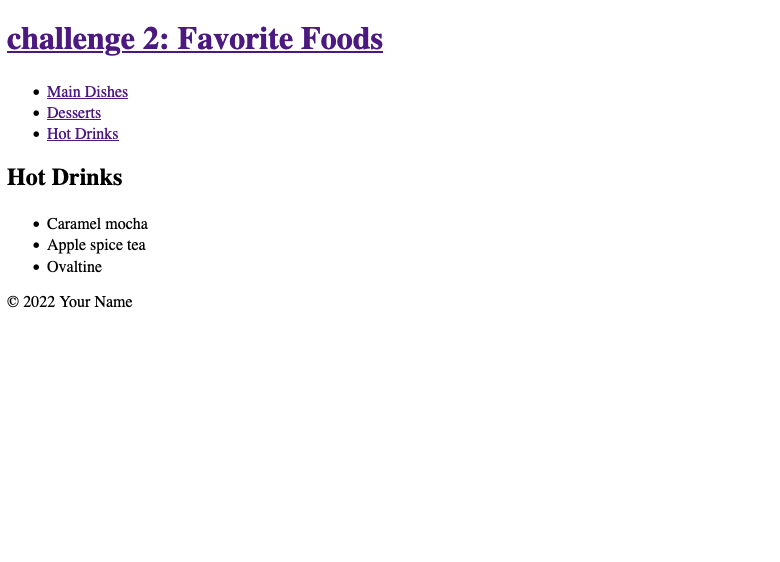 challenge 2: Favorite Foods
Main Dishes
Desserts
Hot Drinks
Hot Drinks
Caramel mocha
Apple spice tea
Ovaltine
© 2022 Your Name